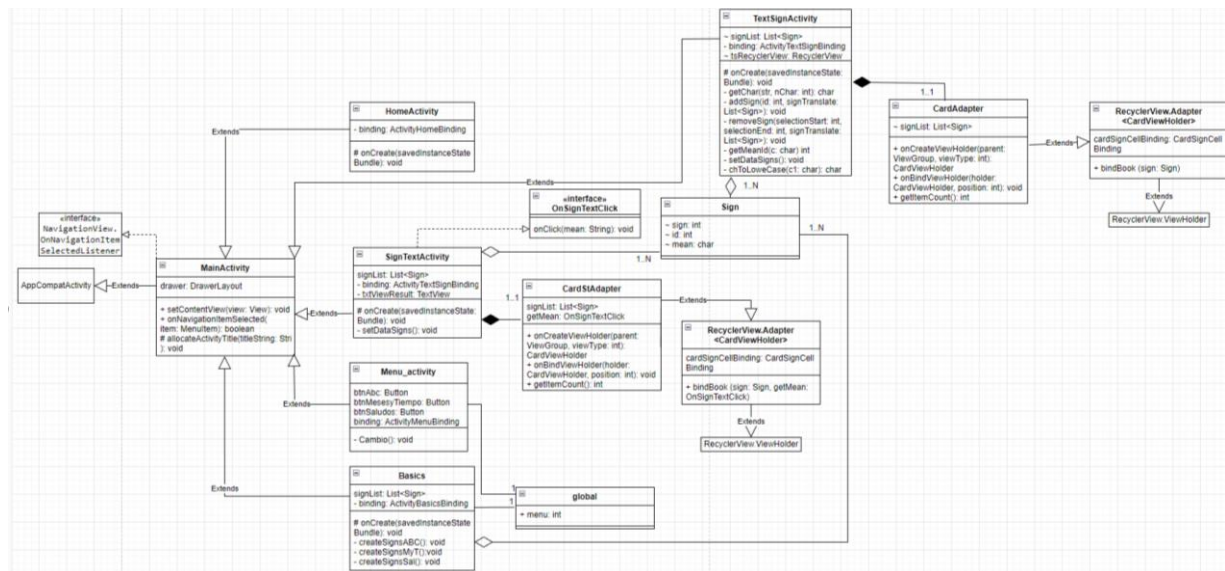 TextSignActivity
~ signList: List<Sign>
- binding: ActivityTextSignBinding
~ tsRecyclerView: RecyclerView
# onCreate(savedInstanceState:
Bundle): void
- getChar(str, nChar: int): char
- addSign(id: int, signTranslate:
List<Sign>): void
- removeSign(selectionStart: int,
selectionEnd: int, signTranslate:
List<Sign>): void
- getMeanId(c: char) int
- setDataSigns(): void
- chToLoweCase(c1: char): char
1..1
CardAdapter
~ signList: List<Sign>
+ onCreateViewHolder(parent:
ViewGroup, viewType: int):
CardViewHolder
+ onBindViewHolder(holder:
CardViewHolder, position: int): void
+ getItemCount(): int
Extends
RecyclerView.Adapter
<CardViewHolder>
cardSignCellBinding: CardSignCell
Binding
+ bindBook (sign: Sign)
Extends
RecyclerView.ViewHolder
HomeActivity
- binding: ActivityHomeBinding
# onCreate(savedInstanceState
Bundle): void
Extends
Extends
«interface»
OnSignTextClick
onClick(mean: String): void
1..N
Sign
~ sign: int
~ id: int
~ mean: char
1..N
1..N
«interface»
NavigationView.
OnNavigationItem
SelectedListener
AppCompatActivity
Extends
MainActivity
drawer: DrawerLayout
+ setContentView(view: View): void
+ onNavigationItemSelected(
item: MenuItem): boolean
# allocateActivityTitle(titleString: Stri
): void
Extends
SignTextActivity
signList: List<Sign>
- binding: ActivityTextSignBinding
- txtViewResult: TextView
# onCreate(savedInstanceState:
Bundle): void
- setDataSigns(): void
1..1
CardStAdapter
signList: List<Sign>
getMean: OnSignTextClick
+ onCreateViewHolder(parent:
ViewGroup, viewType: int):
CardViewHolder
+ onBindViewHolder(holder:
CardViewHolder, position: int): void
+ getItemCount(): int
Extends
RecyclerView.Adapter
<CardViewHolder>
cardSignCellBinding: CardSignCell
Binding
+ bindBook (sign: Sign, getMean:
OnSignTextClick)
Extends
RecyclerView.ViewHolder
Menu_activity
btnAbc: Button
btnMesesyTiempo: Button
btnSaludos: Button
binding: ActivityMenuBinding
- Cambio(): void
Extends
Basics
signList: List<Sign>
- binding: ActivityBasicsBinding
# onCreate(savedInstanceState
Bundle): void
- createSignsABC(): void
- createSignsMyT():void
- createSignsSal(): void
Extends
1
1
global
+ menu: int